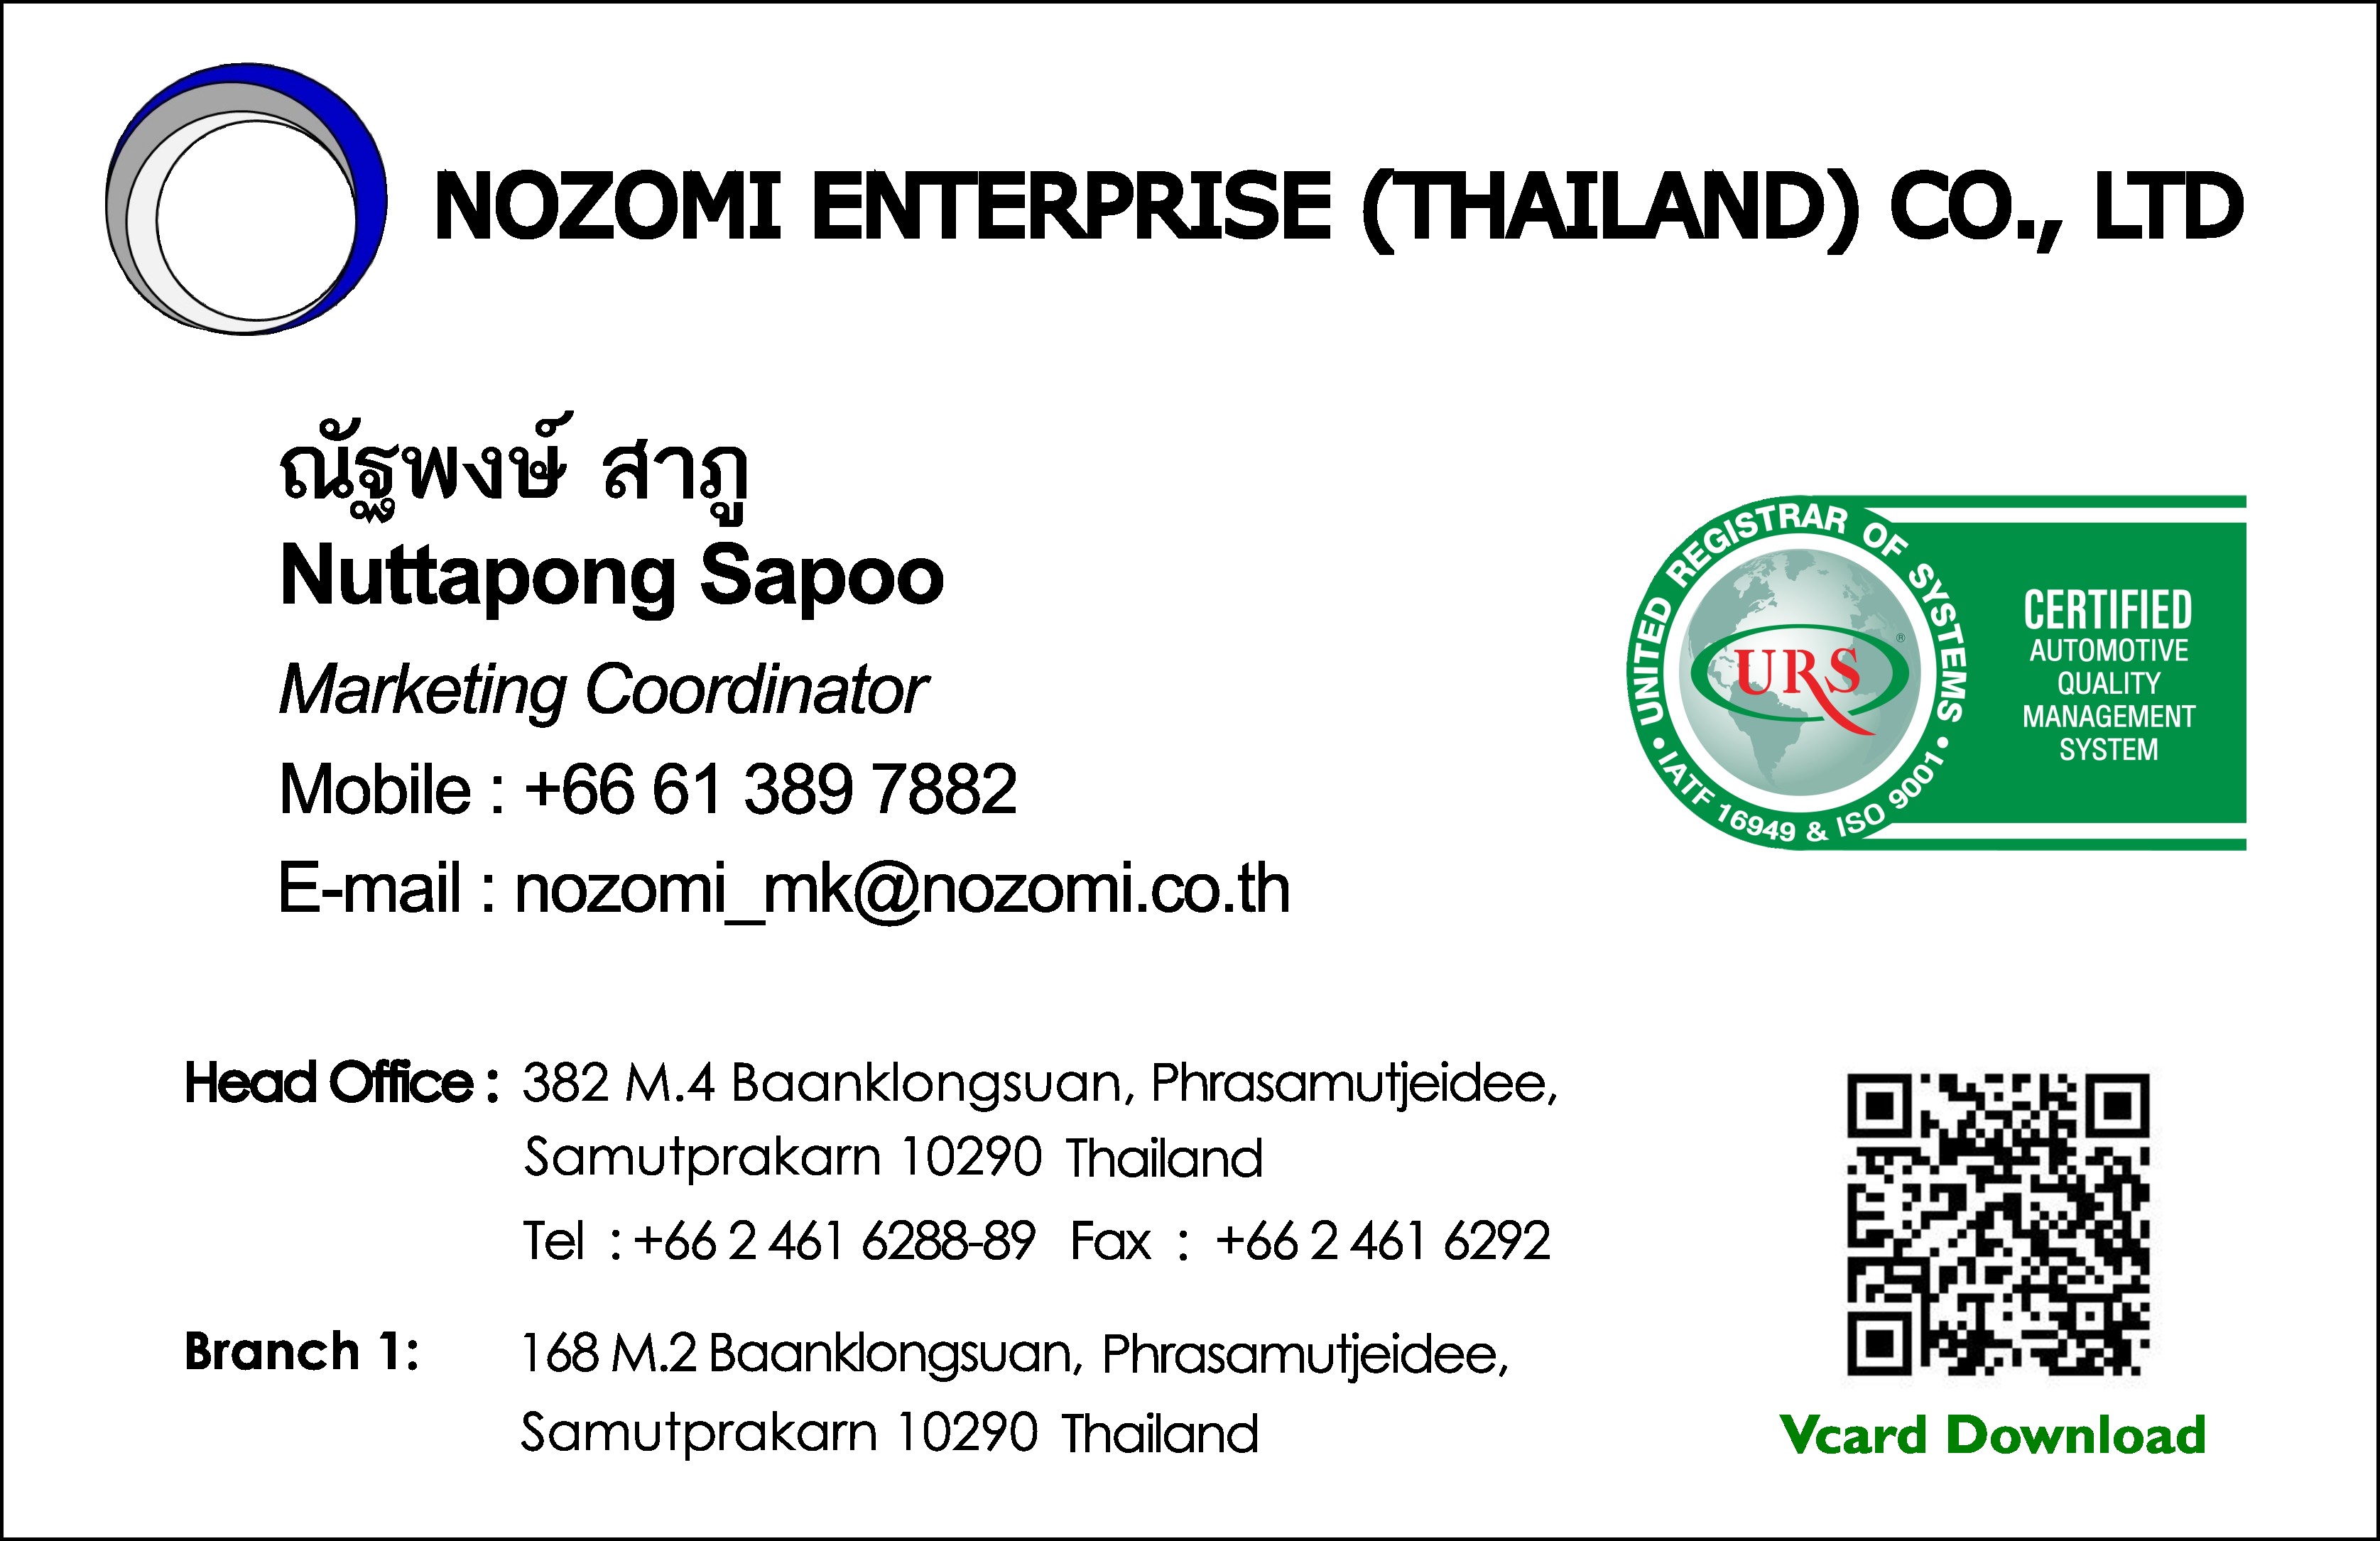 NOZOMI ENTERPRISE (THAILAND) CO., LTD
ณัฐพงษ์ สาภู
Nuttapong Sapoo
Marketing Coordinator
Mobile : +66 61 389 7882
E-mail : nozomi_mk@nozomi.co.th
UNITED REGISTRAR OF SYSTEMS
• IATF 16949 & ISO 9001 •
URS®
CERTIFIED
AUTOMOTIVE
QUALITY
MANAGEMENT
SYSTEM
Head Office : 382 M.4 Baanklongsuan, Phrasamutjeidee,
Samutprakarn 10290 Thailand
Tel : +66 2 461 6288-89 Fax : +66 2 461 6292
Branch 1: 168 M.2 Baanklongsuan, Phrasamutjeidee,
Samutprakarn 10290 Thailand
Vcard Download